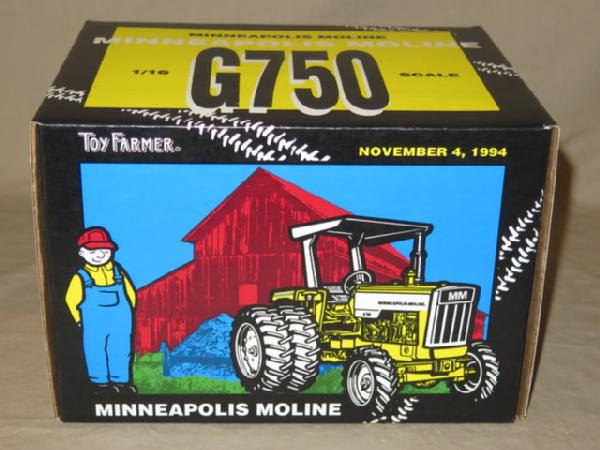 MINNEAPOLIS MOLINE
MINNEAPOLIS MOLINE
1/16 G750 SCALE
TOY FARMER
NOVEMBER 4, 1994
MM
MINNEAPOLIS-MOLINE
MINNEAPOLIS MOLINE